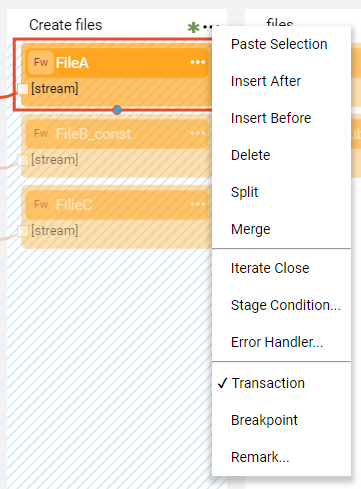 Create files
files
Fw FileA
[stream]
Fw FileB_const
[stream]
Fw FilieC
[stream]
Paste Selection
Insert After
Insert Before
Delete
Split
Merge
Iterate Close
Stage Condition...
Error Handler...
✓ Transaction
Breakpoint
Remark...